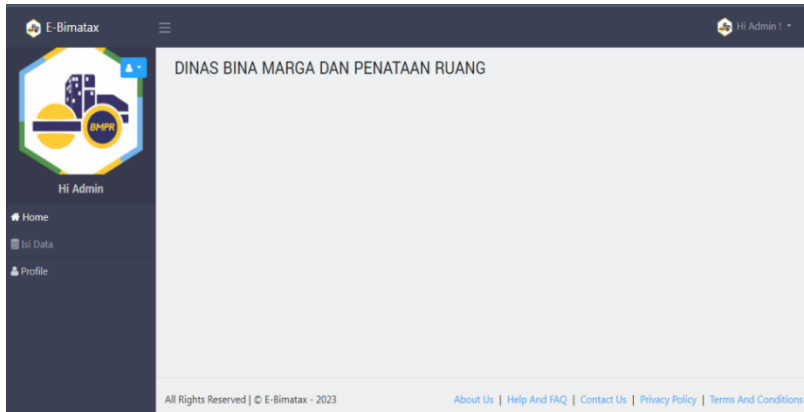 E-Bimatax
Hi Admin !
BMPR
Hi Admin
Home
Isi Data
Profile
DINAS BINA MARGA DAN PENATAAN RUANG
All Rights Reserved | © E-Bimatax - 2023
About Us | Help And FAQ | Contact Us | Privacy Policy | Terms And Conditions